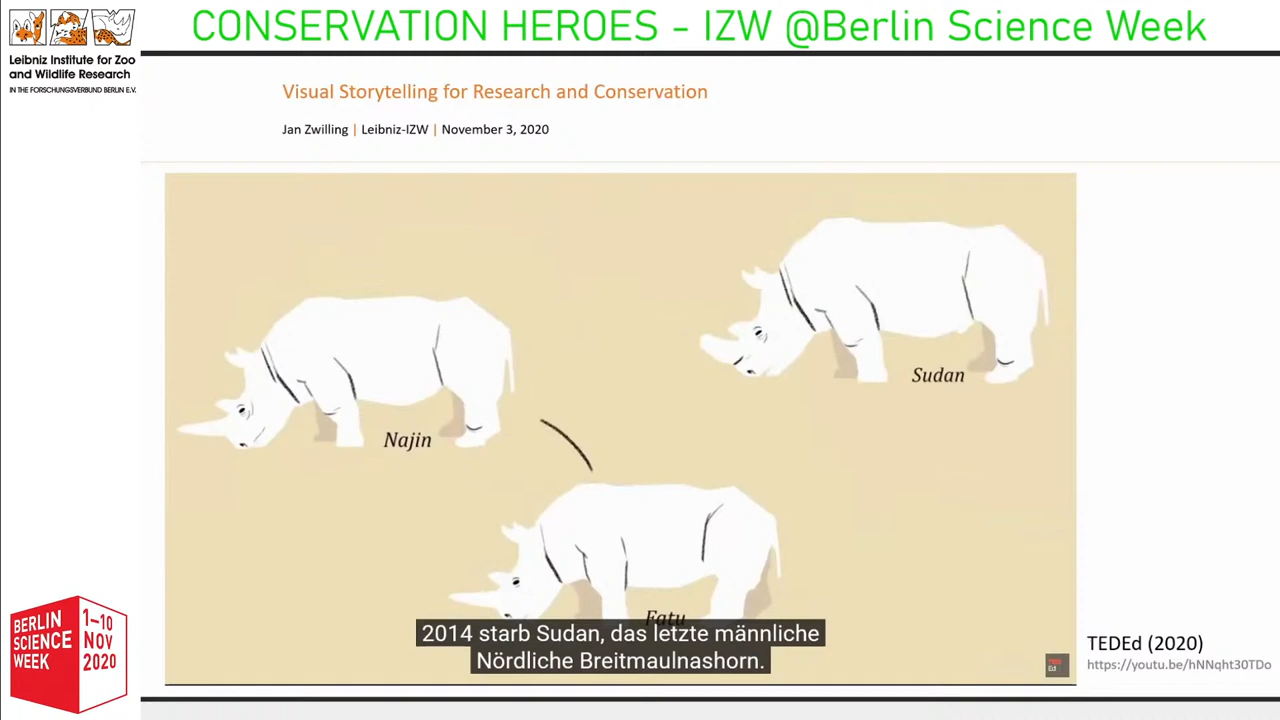 CONSERVATION HEROES - IZW @Berlin Science Week
Leibniz Institute for Zoo
and Wildlife Research
IN THE FORSCHUNGSVERBUND BERLIN E.V.
Visual Storytelling for Research and Conservation
Jan Zwilling | Leibniz-IZW | November 3, 2020
Sudan
Najin
Fatu
2014 starb Sudan, das letzte männliche
Nördliche Breitmaulnashorn.
TED
Ed
TEDEd (2020)
https://youtu.be/hNNqht30TDo
BERLIN
SCIENCE
WEEK
1–10
NOV
2020